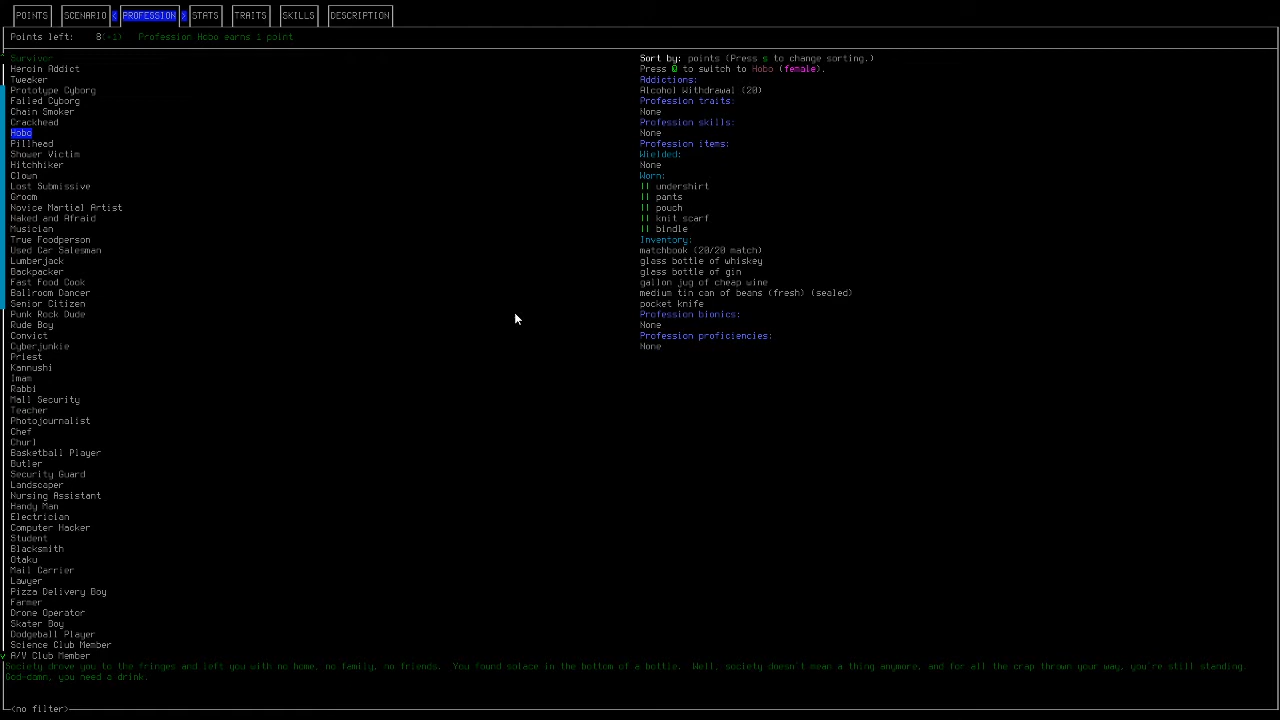 POINTS SCENARIO < PROFESSION > STATS TRAITS SKILLS DESCRIPTION
Points left: 8(-1) Profession Hobo earns 1 point
Survivor
Heroin Addict
Tweaker
Prototype Cyborg
Failed Cyborg
Chain Smoker
Crackhead
Hobo
Pillhead
Shower Victim
Hitchhiker
Clown
Lost Submissive
Groom
Novice Martial Artist
Naked and Afraid
Musician
True Foodperson
Used Car Salesman
Lumberjack
Backpacker
Fast Food Cook
Ballroom Dancer
Senior Citizen
Punk Rock Dude
Rude Boy
Convict
Cyberjunkie
Priest
Kannushi
Imam
Rabbi
Mall Security
Teacher
Photojournalist
Chef
Churl
Basketball Player
Butler
Security Guard
Landscaper
Nursing Assistant
Handy Man
Electrician
Computer Hacker
Student
Blacksmith
Otaku
Mail Carrier
Lawyer
Pizza Delivery Boy
Farmer
Drone Operator
Skater Boy
Dodgeball Player
Science Club Member
A/V Club Member
Sort by: points (Press s to change sorting.)
Press @ to switch to Hobo (female).
Addictions:
Alcohol Withdrawal (20)
Profession traits:
None
Profession skills:
None
Profession items:
Wielded:
None
Worn:
|| undershirt
|| pants
|| pouch
|| knit scarf
|| bindle
Inventory:
matchbook (20/20 match)
glass bottle of whiskey
glass bottle of gin
gallon jug of cheap wine
medium tin can of beans (fresh) (sealed)
pocket knife
Profession bionics:
None
Profession proficiencies:
None
Society drove you to the fringes and left you with no home, no family, no friends. You found solace in the bottom of a bottle. Well, society doesn't mean a thing anymore, and for all the crap thrown your way, you're still standing.
God-damn, you need a drink.
<no filter>